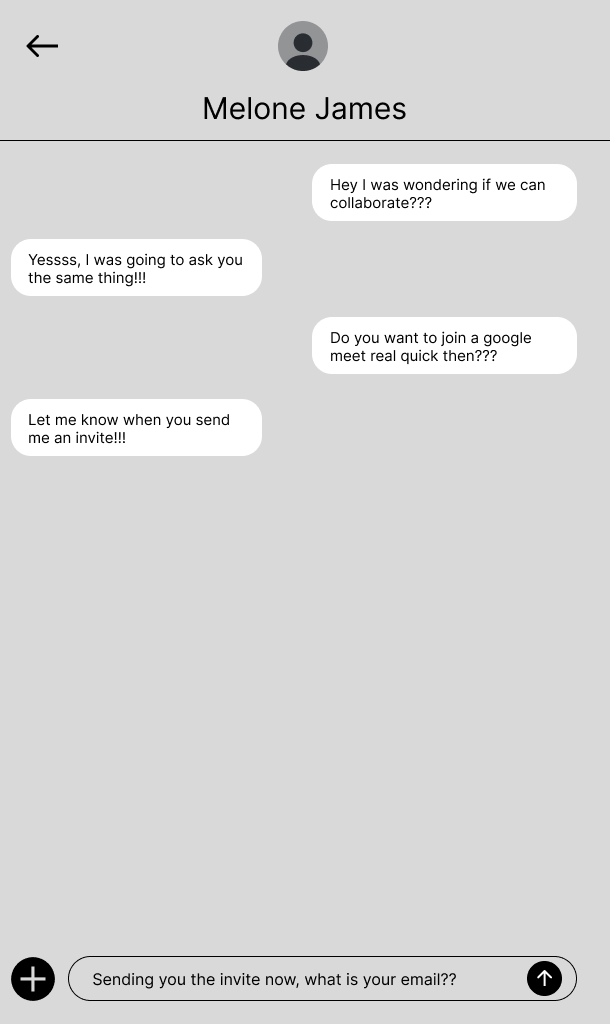 Melone James
Hey I was wondering if we can
collaborate???
Yessss, I was going to ask you
the same thing!!!
Do you want to join a google
meet real quick then???
Let me know when you send
me an invite!!!
Sending you the invite now, what is your email??